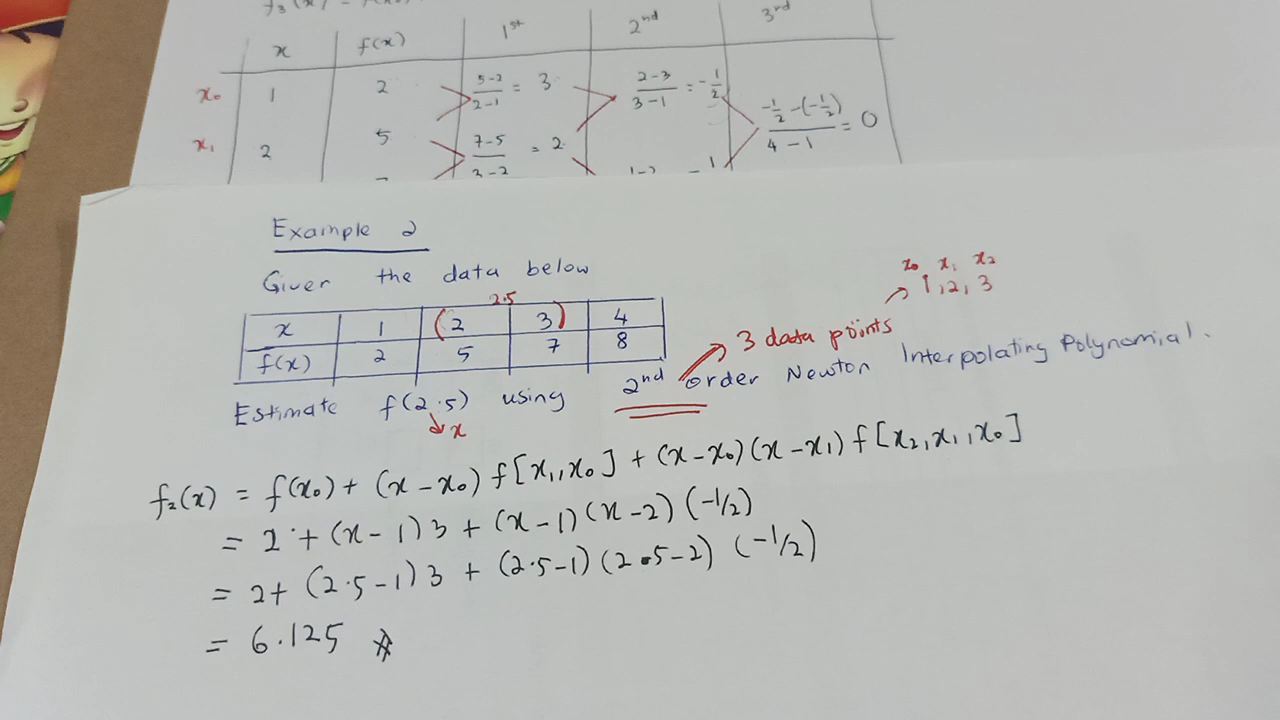 f₃(x) = f(x₀)
x f(x) 1st 2nd 3rd
x₀ 1 2 5-2/2-1 = 3 2-3/3-1 = -1/2 -1/2-(-1/2)/4-1 = 0
x₁ 2 5 7-5/3-2 = 2
Example 2
Given the data below
x₀ x₁ x₂
1, 2, 3
2.5
x 1 (2 3) 4
f(x) 2 5 7 8
3 data points
Estimate f(2.5) using 2nd order Newton Interpolating Polynomial.
x
f₂(x) = f(x₀) + (x-x₀) f[x₁,x₀] + (x-x₀)(x-x₁) f[x₂,x₁,x₀]
= 2 + (x-1)3 + (x-1)(x-2)(-1/2)
= 2+ (2.5-1)3 + (2.5-1)(2.5-2) (-1/2)
= 6.125